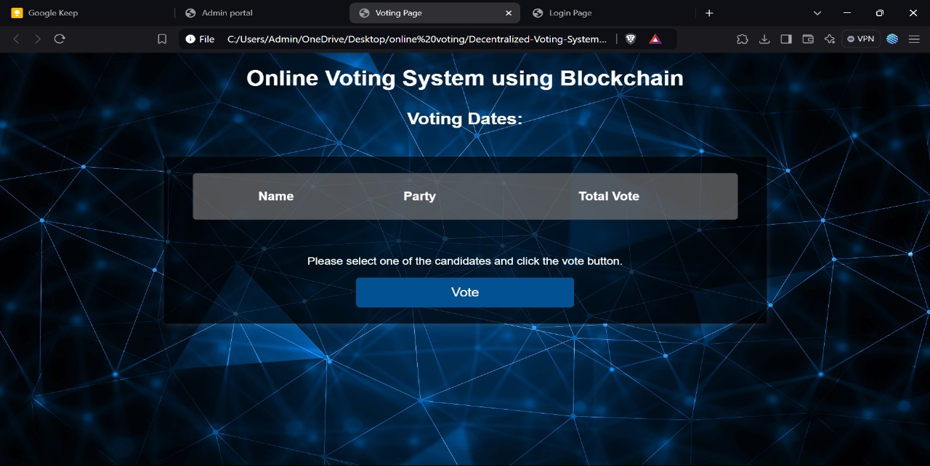 Google Keep
Admin portal
Voting Page
Login Page
File C:/Users/Admin/OneDrive/Desktop/online%20voting/Decentralized-Voting-System...
VPN
Online Voting System using Blockchain
Voting Dates:
Name Party Total Vote
Please select one of the candidates and click the vote button.
Vote